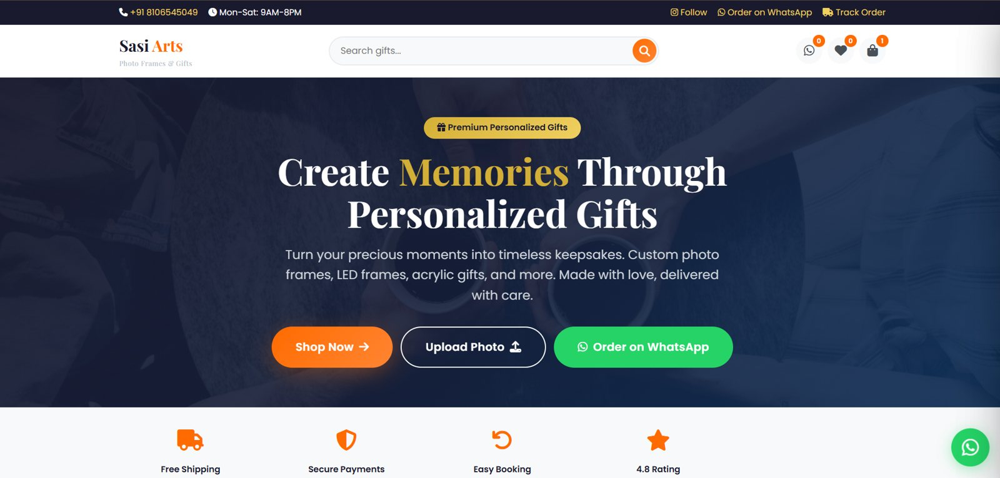 +91 8106545049 Mon-Sat: 9AM-8PM Follow Order on WhatsApp Track Order
Sasi Arts
Photo Frames & Gifts
Search gifts...
0 0 1
Premium Personalized Gifts
Create Memories Through
Personalized Gifts
Turn your precious moments into timeless keepsakes. Custom photo
frames, LED frames, acrylic gifts, and more. Made with love, delivered
with care.
Shop Now Upload Photo Order on WhatsApp
Free Shipping Secure Payments Easy Booking 4.8 Rating